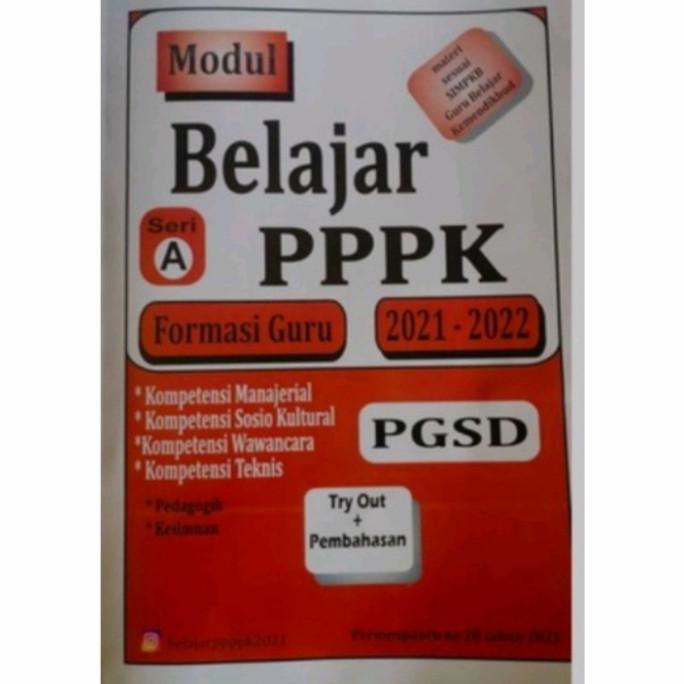 Modul
materi
sesuai
SIMPKB
Guru Belajar
Kemendikbud
Belajar
Seri
A
PPPK
Formasi Guru
2021 - 2022
* Kompetensi Manajerial
* Kompetensi Sosio Kultural
*Kompetensi Wawancara
* Kompetensi Teknis
PGSD
* Pedagogik
* Keilmuan
Try Out
+
Pembahasan
belajarppppk2021